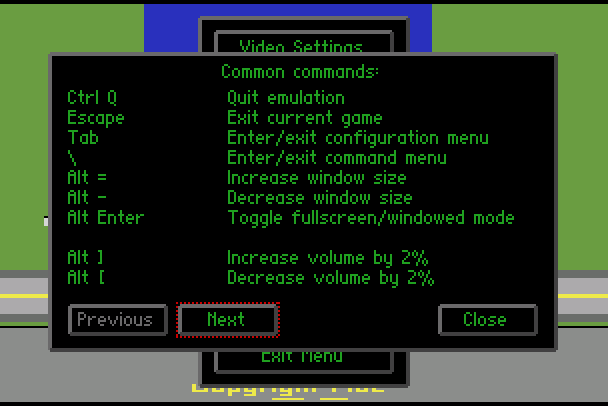 Video Settings
Common commands:
Ctrl Q Quit emulation
Escape Exit current game
Tab Enter/exit configuration menu
\ Enter/exit command menu
Alt = Increase window size
Alt - Decrease window size
Alt Enter Toggle fullscreen/windowed mode
Alt ] Increase volume by 2%
Alt [ Decrease volume by 2%
Previous Next Close
Exit Menu
Copyright